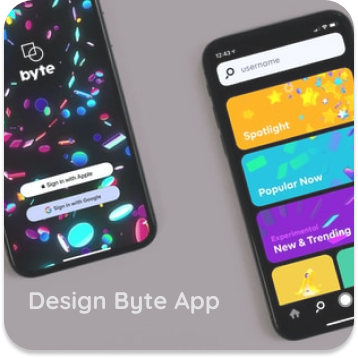 byte
Sign in with Apple
Sign in with Google
12:43
username
Spotlight
Popular Now
Experimental
New & Trending
Design Byte App